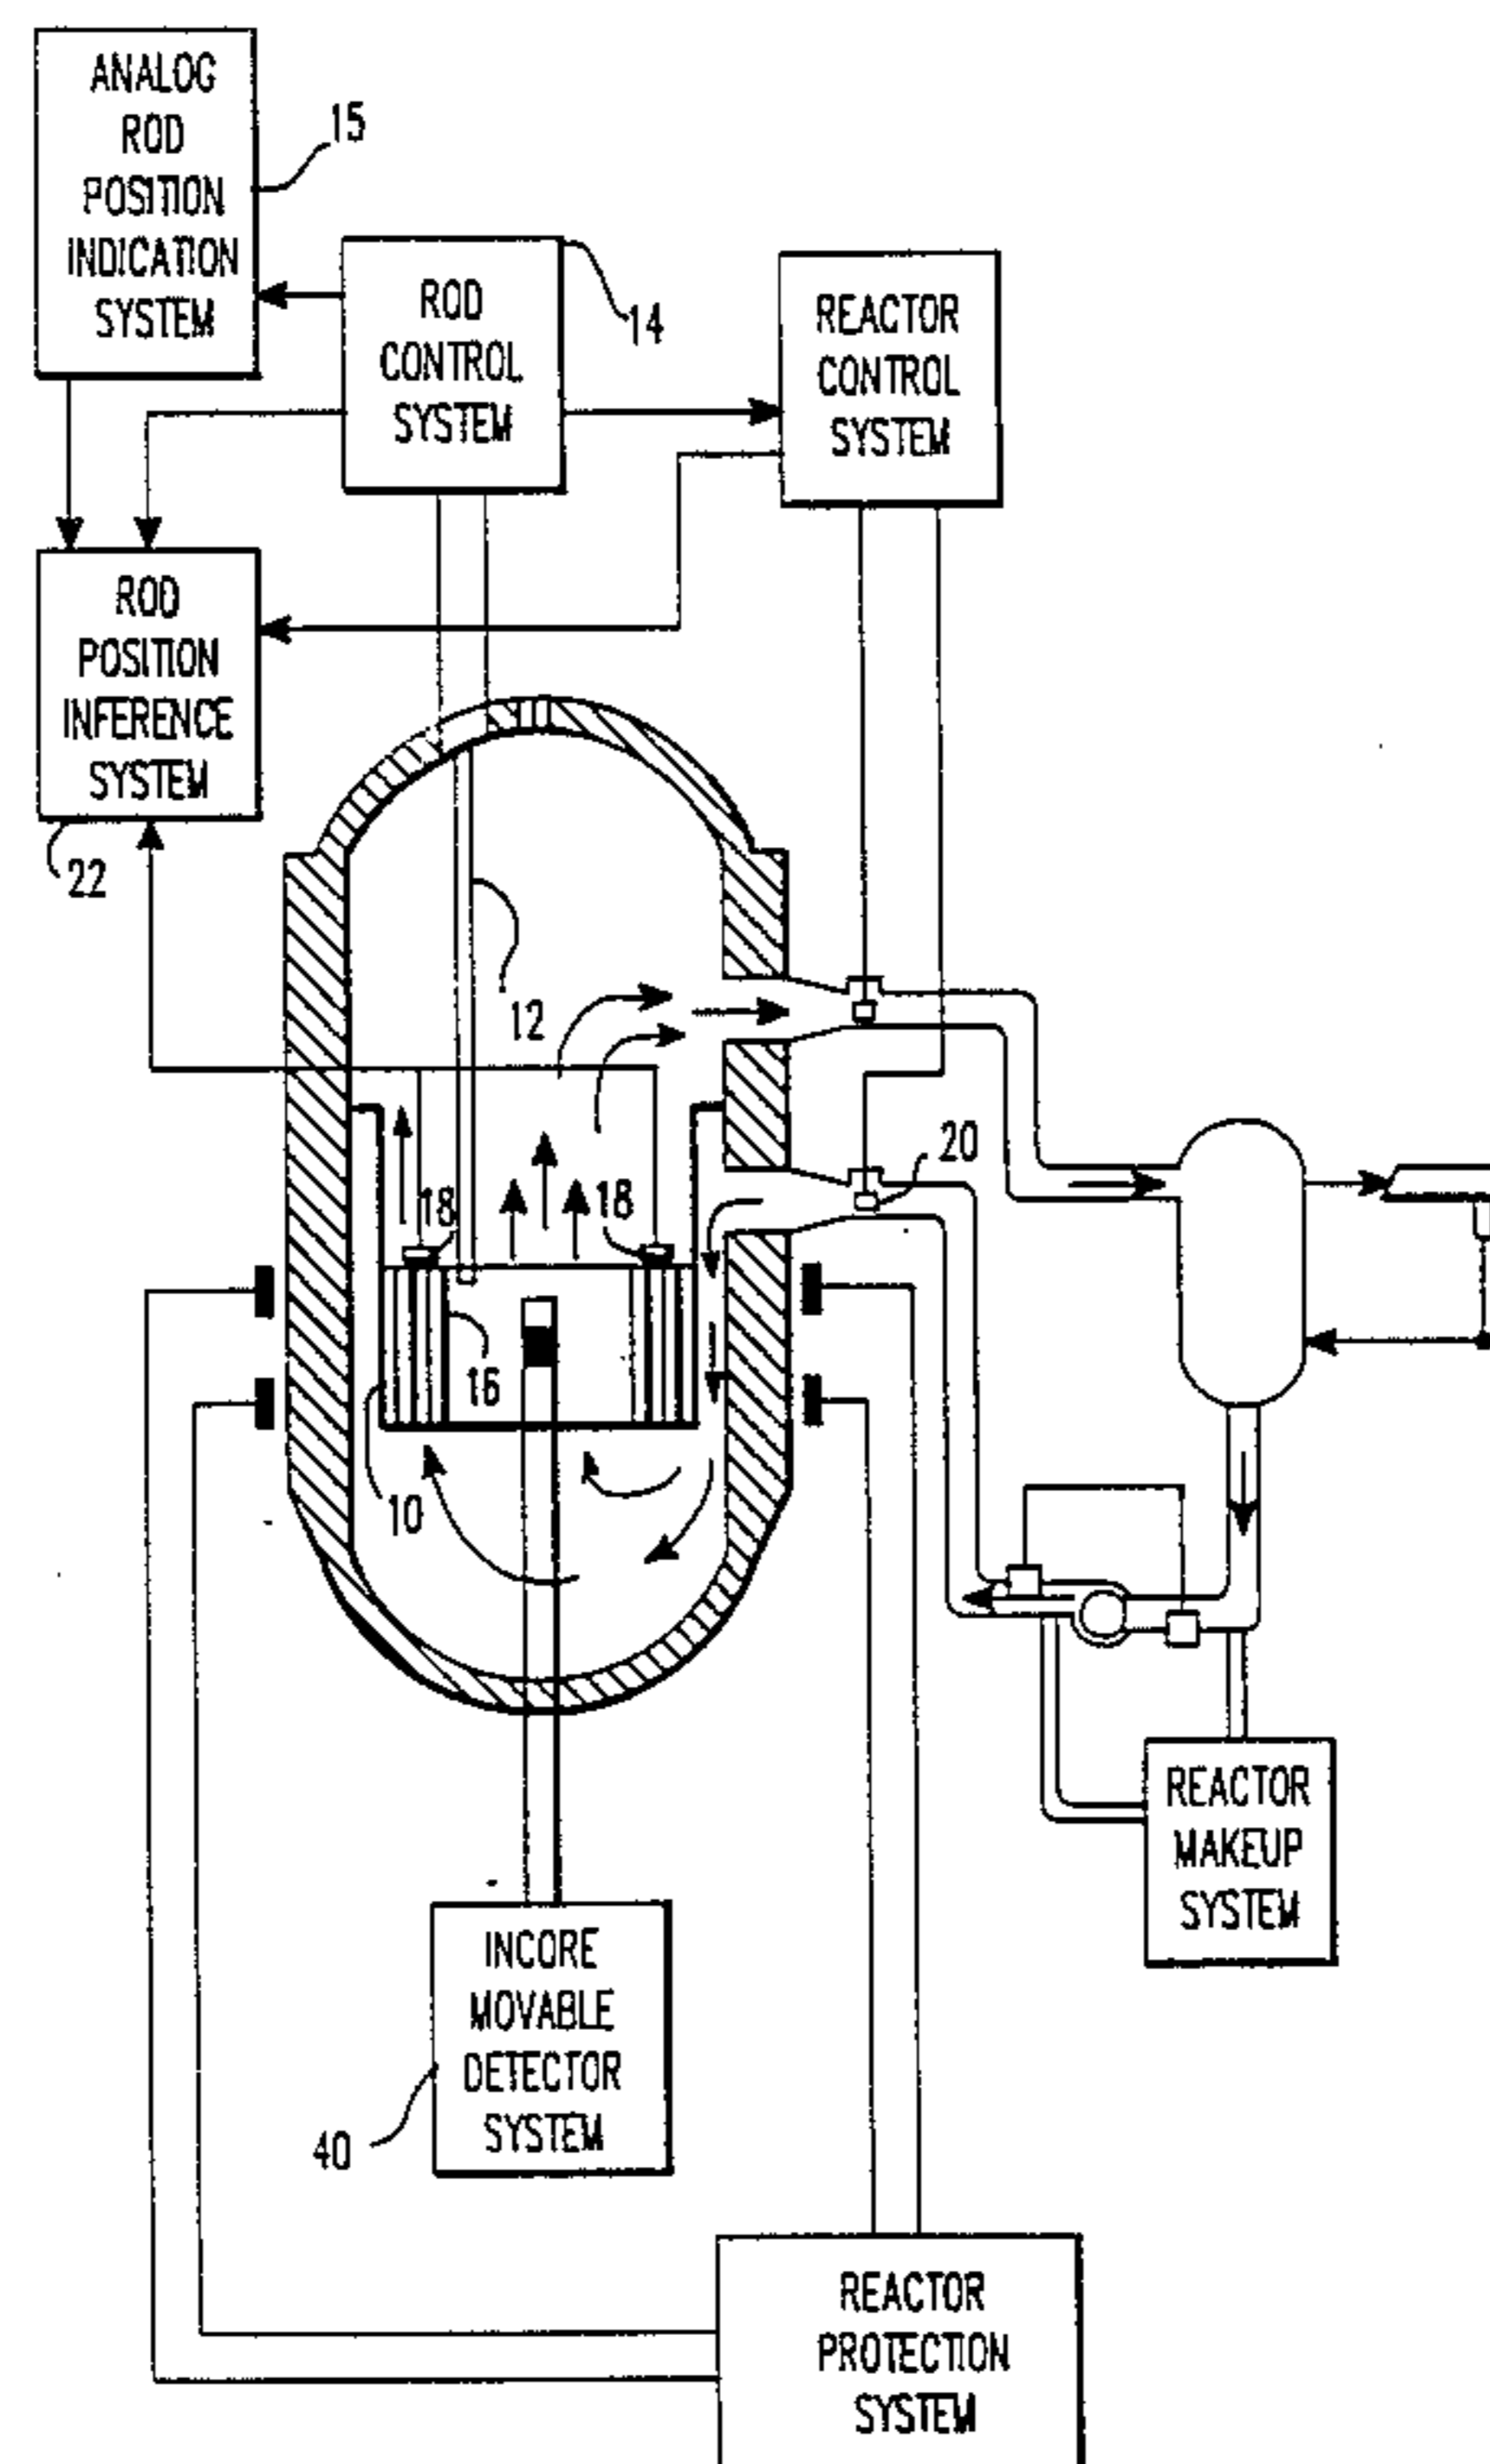 ANALOG
ROD
POSITION
INDICATION
SYSTEM
15
ROD
CONTROL
SYSTEM
14
REACTOR
CONTROL
SYSTEM
ROD
POSITION
INFERENCE
SYSTEM
22
12
20
18
18
16
10
REACTOR
MAKEUP
SYSTEM
INCORE
MOVABLE
DETECTOR
SYSTEM
40
REACTOR
PROTECTION
SYSTEM